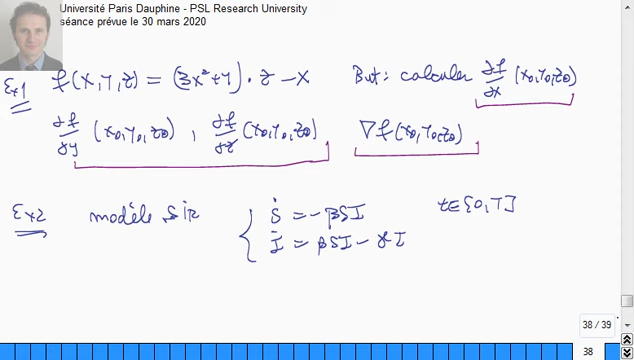 Université Paris Dauphine - PSL Research University
séance prévue le 30 mars 2020
Ex1 f(x,y,z) = (3x²+y)·z - x But: calculer ∂f/∂x (x0,y0,z0)
∂f/∂y (x0,y0,z0), ∂f/∂z (x0,y0,z0) ∇f(x0,y0,z0)
Ex2 modèle SIR { Ṡ = -βSI t∈[0,T]
İ = βSI - γI
38 / 39
38